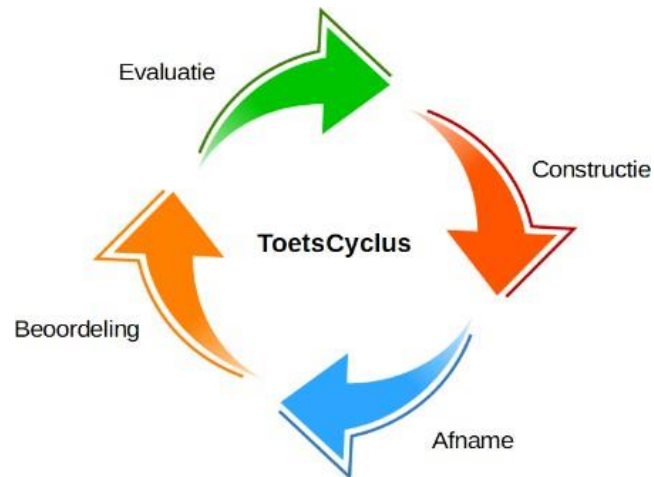 Evaluatie
Constructie
ToetsCyclus
Beoordeling
Afname